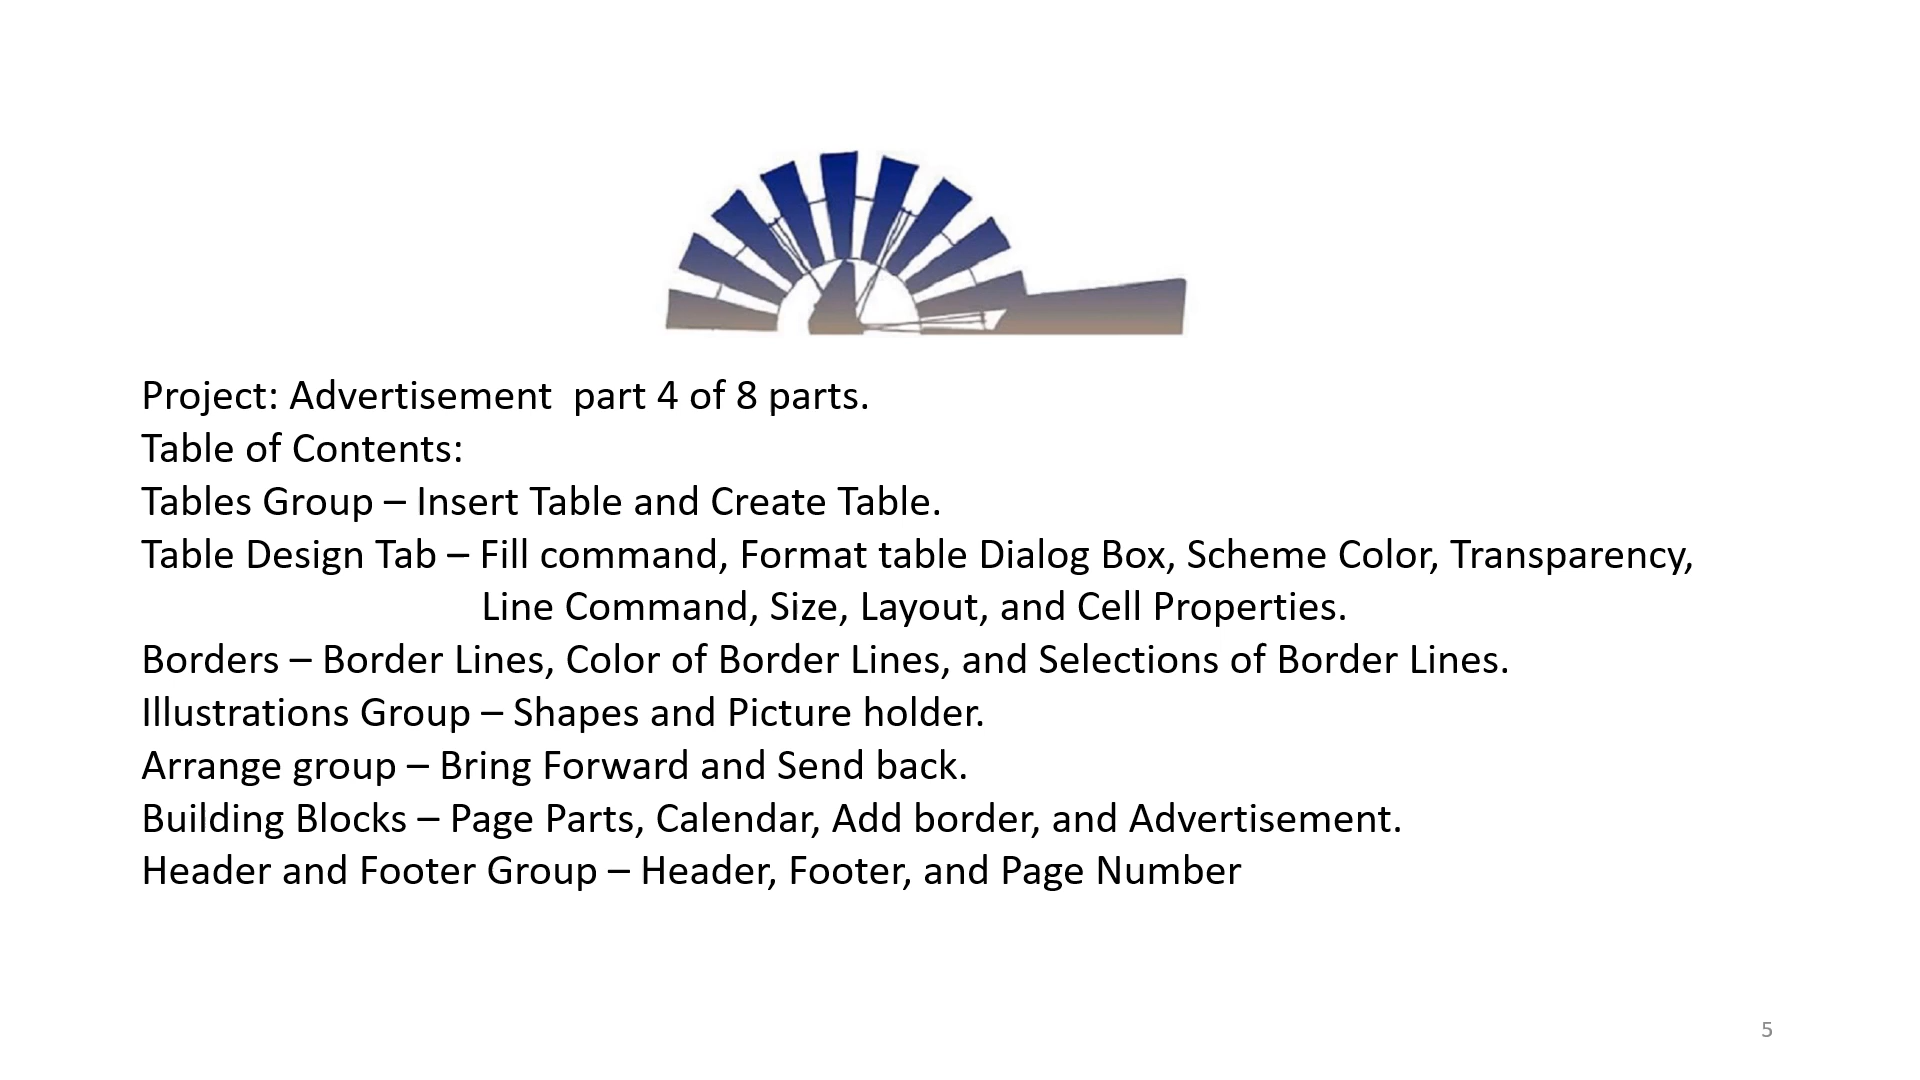 Project: Advertisement  part 4 of 8 parts.
Table of Contents:
Tables Group – Insert Table and Create Table.
Table Design Tab – Fill command, Format table Dialog Box, Scheme Color, Transparency,
Line Command, Size, Layout, and Cell Properties.
Borders – Border Lines, Color of Border Lines, and Selections of Border Lines.
Illustrations Group – Shapes and Picture holder.
Arrange group – Bring Forward and Send back.
Building Blocks – Page Parts, Calendar, Add border, and Advertisement.
Header and Footer Group – Header, Footer, and Page Number
5